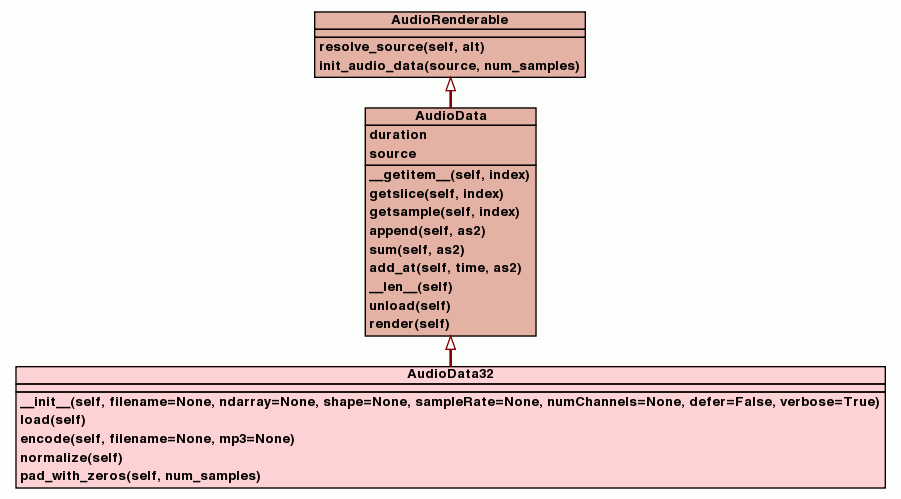 AudioRenderable
resolve_source(self, alt)
init_audio_data(source, num_samples)
AudioData
duration
source
__getitem__(self, index)
getslice(self, index)
getsample(self, index)
append(self, as2)
sum(self, as2)
add_at(self, time, as2)
__len__(self)
unload(self)
render(self)
AudioData32
__init__(self, filename=None, ndarray=None, shape=None, sampleRate=None, numChannels=None, defer=False, verbose=True)
load(self)
encode(self, filename=None, mp3=None)
normalize(self)
pad_with_zeros(self, num_samples)